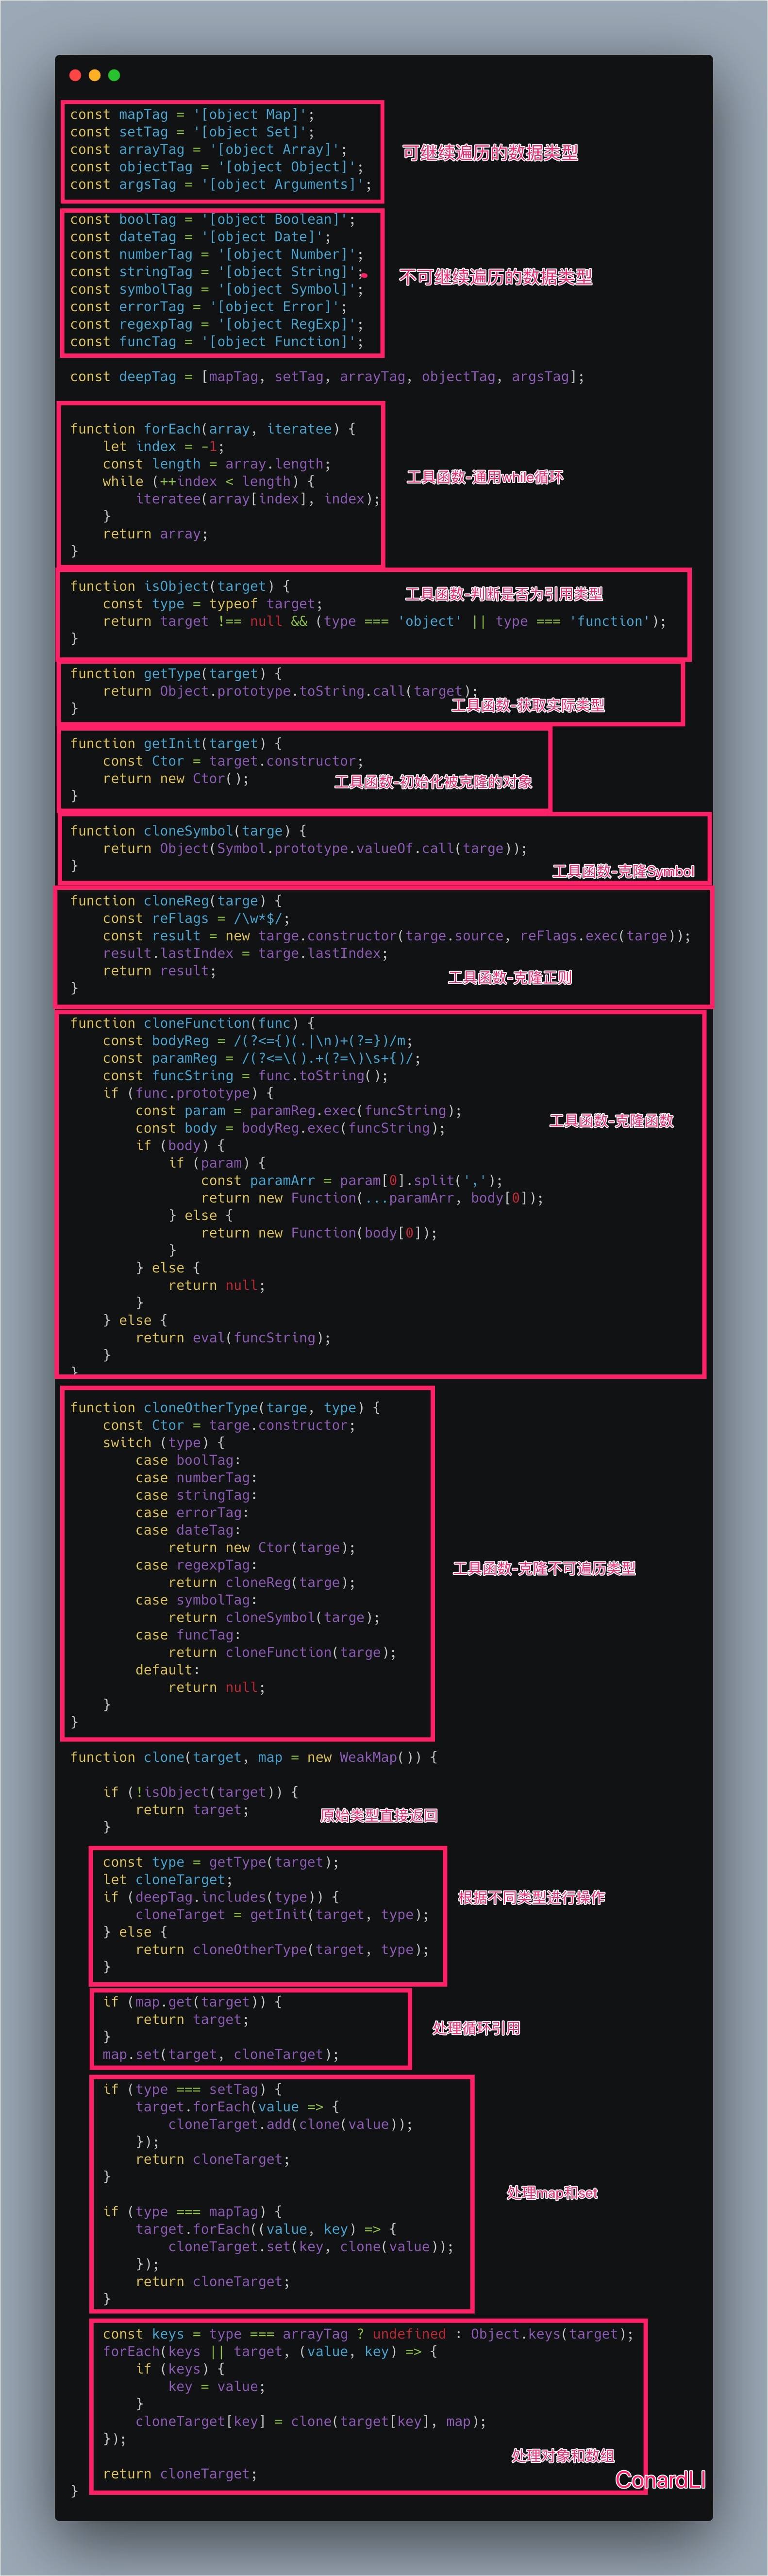 const mapTag = '[object Map]';
const setTag = '[object Set]';
const arrayTag = '[object Array]';
const objectTag = '[object Object]';
const argsTag = '[object Arguments]';
可继续遍历的数据类型
const boolTag = '[object Boolean]';
const dateTag = '[object Date]';
const numberTag = '[object Number]';
const stringTag = '[object String]';
const symbolTag = '[object Symbol]';
const errorTag = '[object Error]';
const regexpTag = '[object RegExp]';
const funcTag = '[object Function]';
不可继续遍历的数据类型
const deepTag = [mapTag, setTag, arrayTag, objectTag, argsTag];
function forEach(array, iteratee) {
let index = -1;
const length = array.length;
while (++index < length) {
iteratee(array[index], index);
}
return array;
}
工具函数-通用while循环
function isObject(target) {
const type = typeof target;
return target !== null && (type === 'object' || type === 'function');
}
工具函数-判断是否为引用类型
function getType(target) {
return Object.prototype.toString.call(target);
}
工具函数-获取实际类型
function getInit(target) {
const Ctor = target.constructor;
return new Ctor();
}
工具函数-初始化被克隆的对象
function cloneSymbol(targe) {
return Object(Symbol.prototype.valueOf.call(targe));
}
工具函数-克隆Symbol
function cloneReg(targe) {
const reFlags = /\w*$/;
const result = new targe.constructor(targe.source, reFlags.exec(targe));
result.lastIndex = targe.lastIndex;
return result;
}
工具函数-克隆正则
function cloneFunction(func) {
const bodyReg = /(?<={)(.|\n)+(?=})/m;
const paramReg = /(?<=\().+(?=\)\s+{)/;
const funcString = func.toString();
if (func.prototype) {
const param = paramReg.exec(funcString);
const body = bodyReg.exec(funcString);
if (body) {
if (param) {
const paramArr = param[0].split(',');
return new Function(...paramArr, body[0]);
} else {
return new Function(body[0]);
}
} else {
return null;
}
} else {
return eval(funcString);
}
}
工具函数-克隆函数
function cloneOtherType(targe, type) {
const Ctor = targe.constructor;
switch (type) {
case boolTag:
case numberTag:
case stringTag:
case errorTag:
case dateTag:
return new Ctor(targe);
case regexpTag:
return cloneReg(targe);
case symbolTag:
return cloneSymbol(targe);
case funcTag:
return cloneFunction(targe);
default:
return null;
}
}
工具函数-克隆不可遍历类型
function clone(target, map = new WeakMap()) {
if (!isObject(target)) {
return target;
}
原始类型直接返回
const type = getType(target);
let cloneTarget;
if (deepTag.includes(type)) {
cloneTarget = getInit(target, type);
} else {
return cloneOtherType(target, type);
}
根据不同类型进行操作
if (map.get(target)) {
return target;
}
map.set(target, cloneTarget);
处理循环引用
if (type === setTag) {
target.forEach(value => {
cloneTarget.add(clone(value));
});
return cloneTarget;
}
if (type === mapTag) {
target.forEach((value, key) => {
cloneTarget.set(key, clone(value));
});
return cloneTarget;
}
处理map和set
const keys = type === arrayTag ? undefined : Object.keys(target);
forEach(keys || target, (value, key) => {
if (keys) {
key = value;
}
cloneTarget[key] = clone(target[key], map);
});
return cloneTarget;
}
处理对象和数组
ConardLI